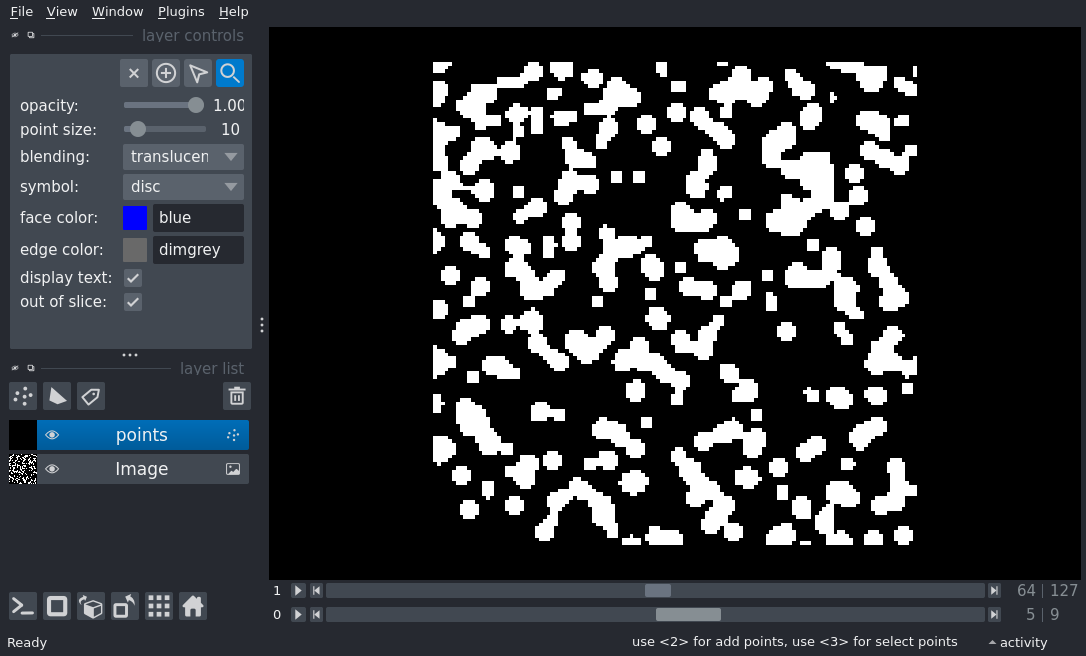 File View Window Plugins Help
layer controls
opacity: 1.00
point size: 10
blending: translucen
symbol: disc
face color: blue
edge color: dimgrey
display text:
out of slice:
layer list
points
Image
1 64 | 127
0 5 | 9
Ready use <2> for add points, use <3> for select points activity